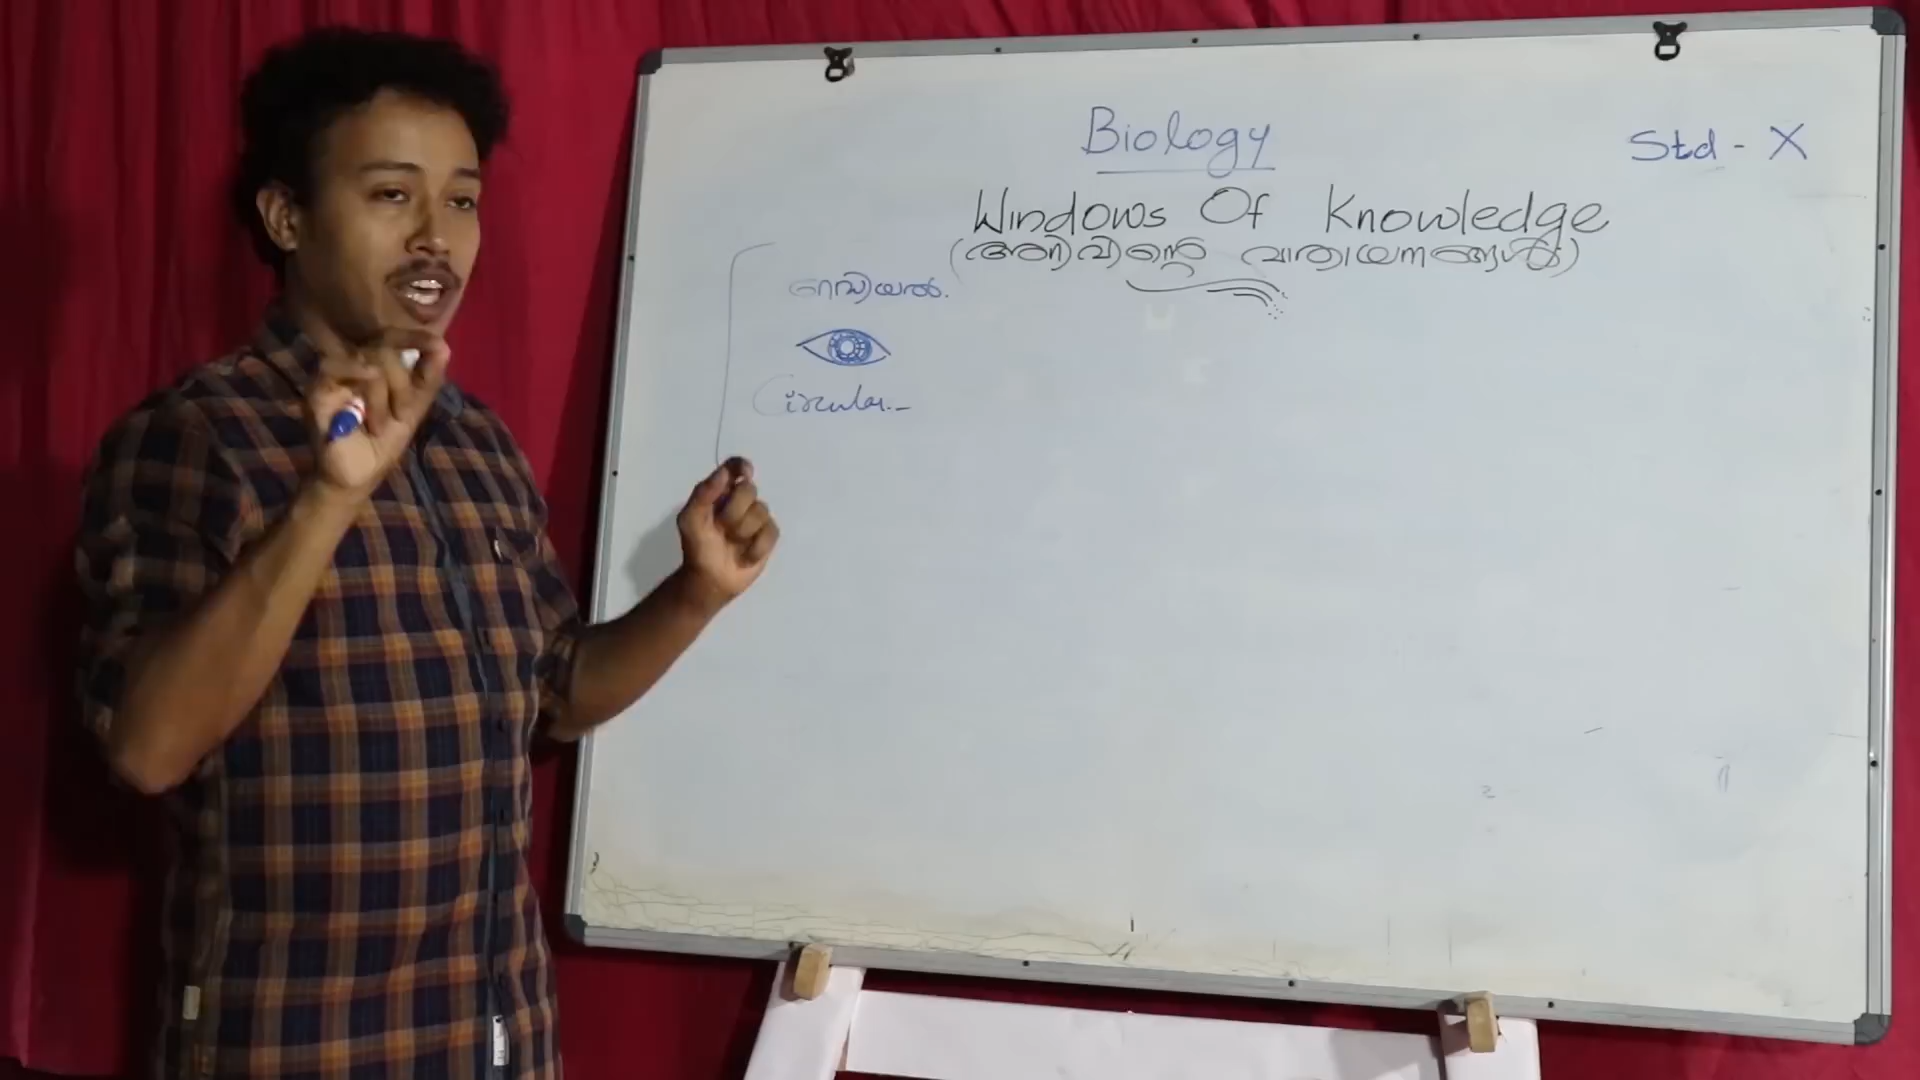 Biology
Std - X
Windows Of Knowledge
(അറിവിന്റെ വാതായനങ്ങൾ)
റേഡിയൽ.
Circular..